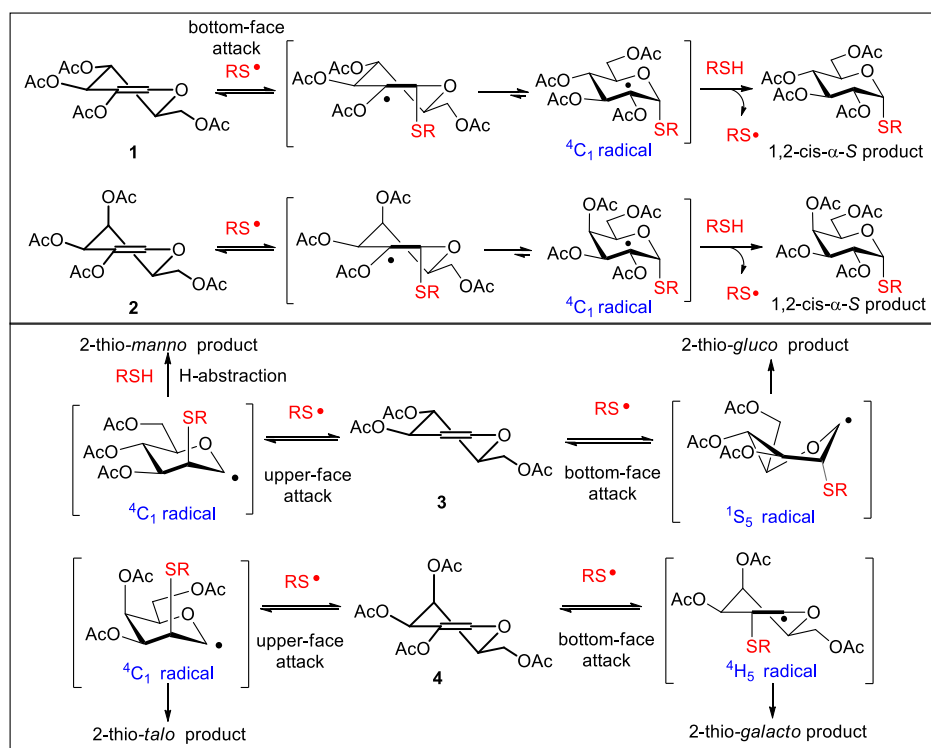 bottom-face
attack
RS•
AcO
AcO
AcO
O
AcO
1
AcO
AcO
AcO
O
SR
AcO
OAc
AcO
AcO
AcO
O
SR
4C1 radical
RSH
RS•
OAc
AcO
AcO
AcO
O
SR
1,2-cis-α-S product
OAc
AcO
AcO
O
OAc
2
RS•
OAc
AcO
AcO
O
SR
OAc
AcO
OAc
O
AcO
AcO
SR
4C1 radical
RSH
RS•
AcO
OAc
O
AcO
AcO
SR
1,2-cis-α-S product
2-thio-manno product
RSH
H-abstraction
SR
AcO
AcO
AcO
O
4C1 radical
RS•
upper-face
attack
AcO
AcO
O
OAc
3
RS•
bottom-face
attack
2-thio-gluco product
AcO
AcO
AcO
O
SR
1S5 radical
SR
OAc
OAc
O
AcO
4C1 radical
2-thio-talo product
RS•
upper-face
attack
OAc
AcO
AcO
O
OAc
4
RS•
bottom-face
attack
OAc
AcO
O
SR
OAc
4H5 radical
2-thio-galacto product